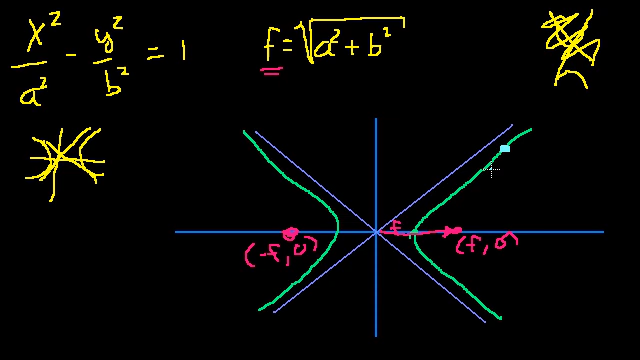 x²/a² - y²/b² = 1
f = √(a² + b²)
f
(-f, 0)
(f, 0)